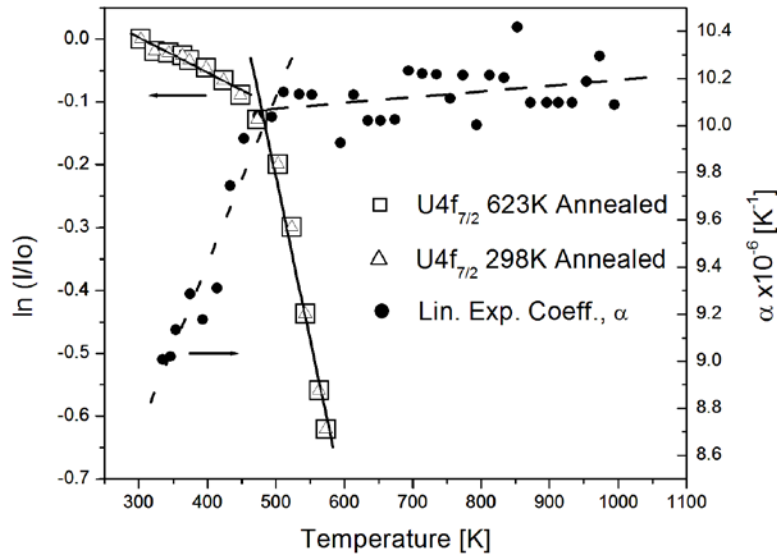 0.0
-0.1
-0.2
-0.3
-0.4
-0.5
-0.6
-0.7
ln (I/Io)
U4f7/2 623K Annealed
U4f7/2 298K Annealed
Lin. Exp. Coeff., α
10.4
10.2
10.0
9.8
9.6
9.4
9.2
9.0
8.8
8.6
α x10-6 [K-1]
300 400 500 600 700 800 900 1000 1100
Temperature [K]